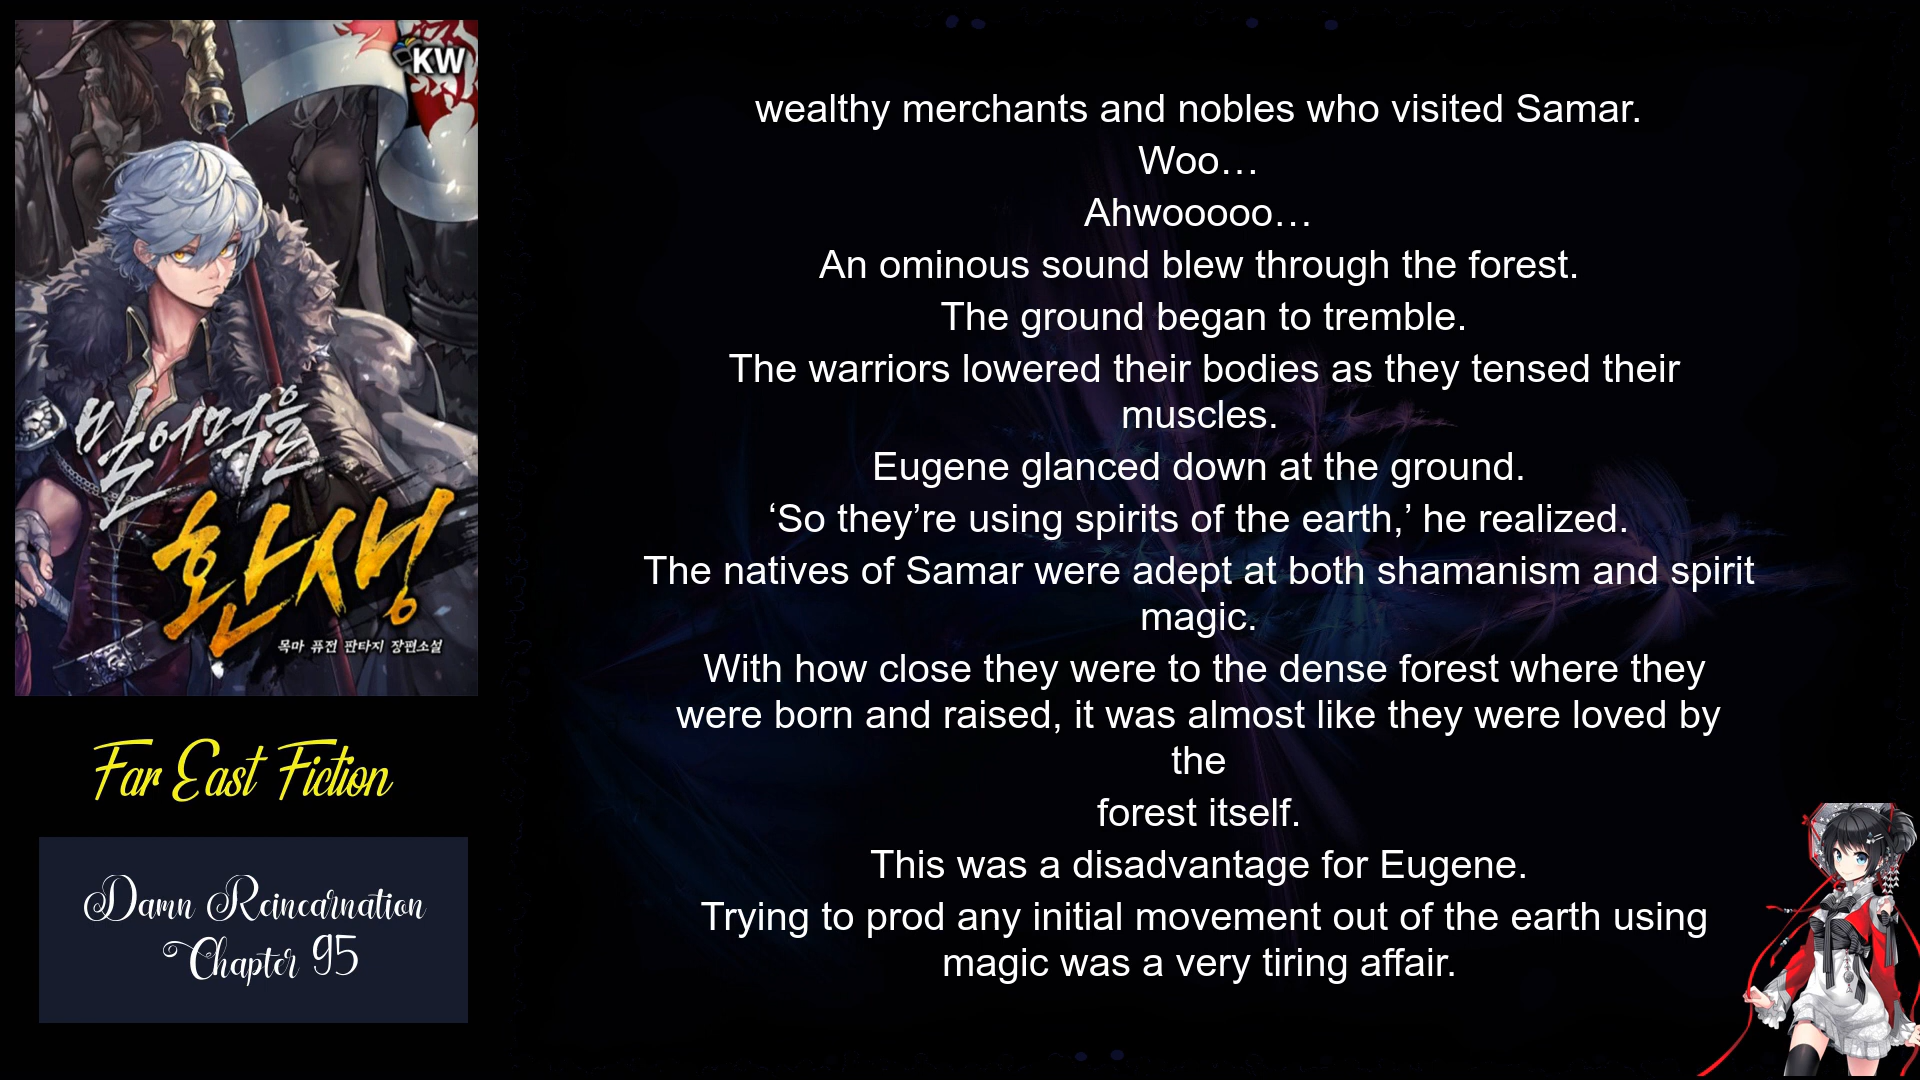 KW
빌어먹을
환생
목마 퓨전 판타지 장편소설
Far East Fiction
Damn Reincarnation
Chapter 95
wealthy merchants and nobles who visited Samar.
Woo…
Ahwooooo…
An ominous sound blew through the forest.
The ground began to tremble.
The warriors lowered their bodies as they tensed their
muscles.
Eugene glanced down at the ground.
‘So they’re using spirits of the earth,’ he realized.
The natives of Samar were adept at both shamanism and spirit
magic.
With how close they were to the dense forest where they
were born and raised, it was almost like they were loved by
the
forest itself.
This was a disadvantage for Eugene.
Trying to prod any initial movement out of the earth using
magic was a very tiring affair.